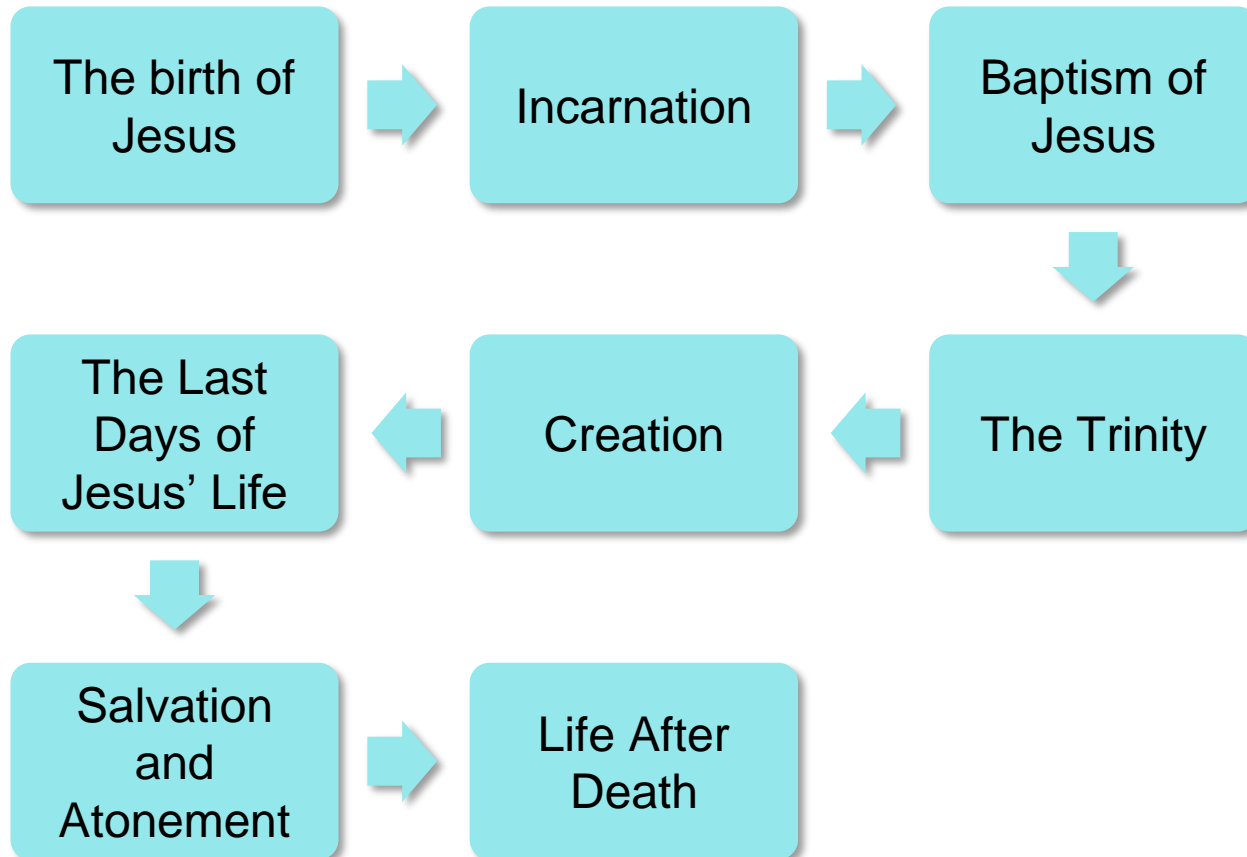 The birth of
Jesus
Incarnation
Baptism of
Jesus
The Trinity
Creation
The Last
Days of
Jesus’ Life
Salvation
and
Atonement
Life After
Death